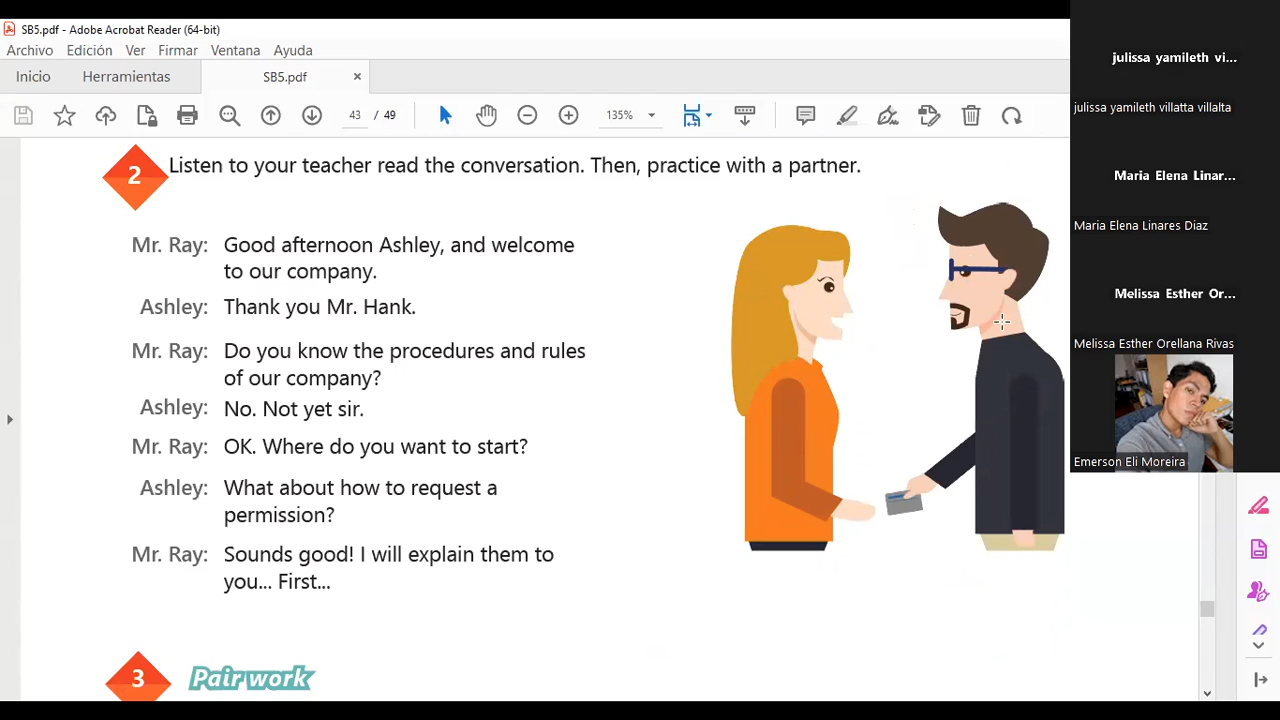 SB5.pdf - Adobe Acrobat Reader (64-bit)
Archivo Edición Ver Firmar Ventana Ayuda
Inicio Herramientas SB5.pdf ×
43 / 49 135%
2 Listen to your teacher read the conversation. Then, practice with a partner.
Mr. Ray: Good afternoon Ashley, and welcome
to our company.
Ashley: Thank you Mr. Hank.
Mr. Ray: Do you know the procedures and rules
of our company?
Ashley: No. Not yet sir.
Mr. Ray: OK. Where do you want to start?
Ashley: What about how to request a
permission?
Mr. Ray: Sounds good! I will explain them to
you... First...
3 Pair work
julissa yamileth vi...
julissa yamileth villatta villalta
Maria Elena Linar...
Maria Elena Linares Diaz
Melissa Esther Or...
Melissa Esther Orellana Rivas
Emerson Eli Moreira